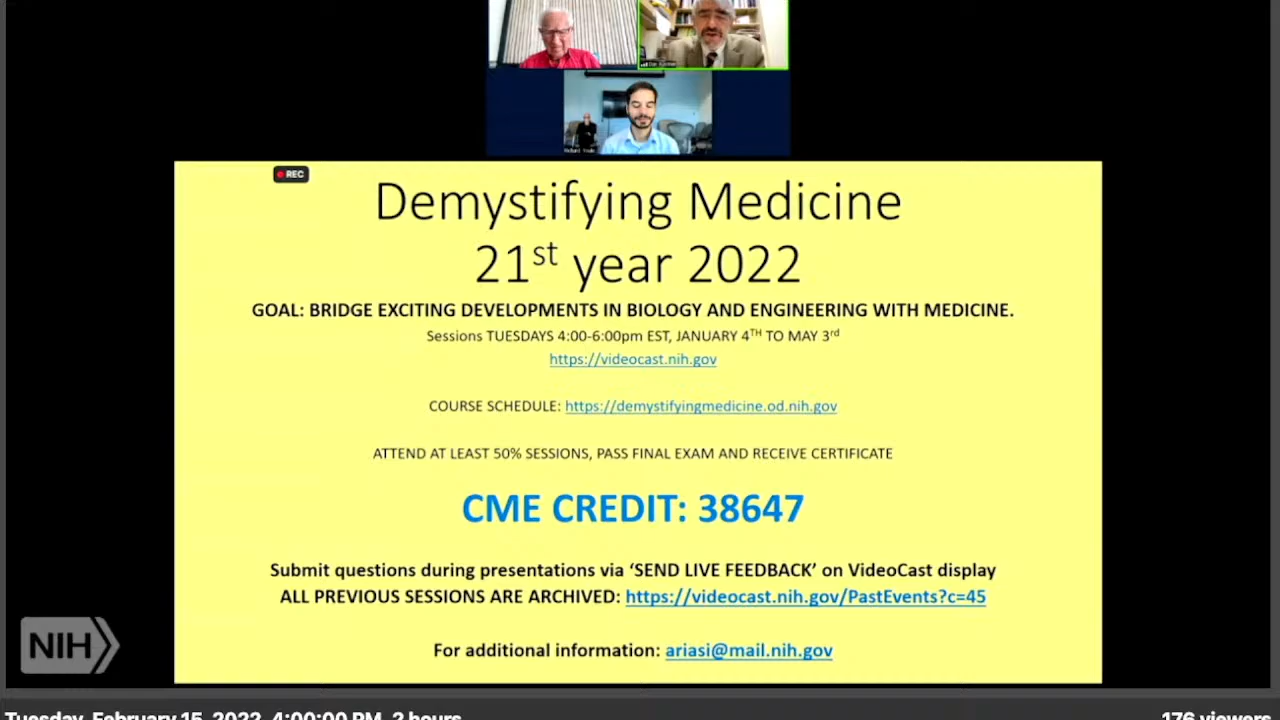 REC
Demystifying Medicine
21st year 2022
GOAL: BRIDGE EXCITING DEVELOPMENTS IN BIOLOGY AND ENGINEERING WITH MEDICINE.
Sessions TUESDAYS 4:00-6:00pm EST, JANUARY 4TH TO MAY 3rd
https://videocast.nih.gov
COURSE SCHEDULE: https://demystifyingmedicine.od.nih.gov
ATTEND AT LEAST 50% SESSIONS, PASS FINAL EXAM AND RECEIVE CERTIFICATE
CME CREDIT: 38647
Submit questions during presentations via ‘SEND LIVE FEEDBACK’ on VideoCast display
ALL PREVIOUS SESSIONS ARE ARCHIVED: https://videocast.nih.gov/PastEvents?c=45
For additional information: ariasi@mail.nih.gov
NIH
Tuesday, February 15, 2022, 4:00:00 PM, 2 hours
176 viewers